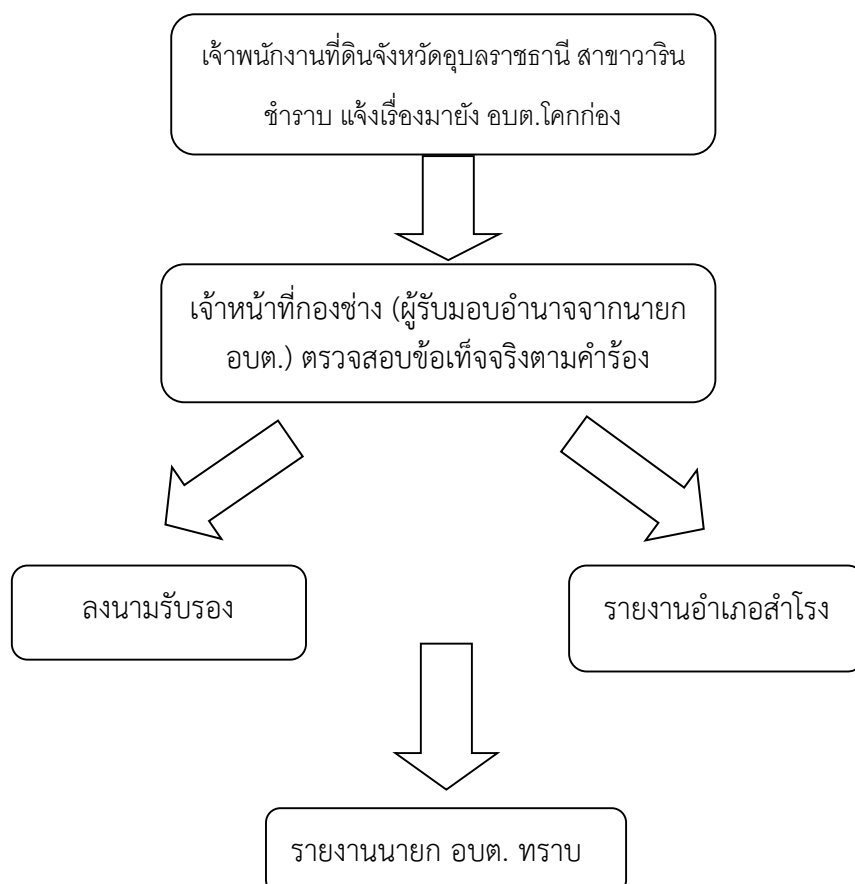 เจ้าพนักงานที่ดินจังหวัดอุบลราชธานี สาขาวาริน
ชำราบ แจ้งเรื่องมายัง อบต.โคกก่อง
เจ้าหน้าที่กองช่าง (ผู้รับมอบอำนาจจากนายก
อบต.) ตรวจสอบข้อเท็จจริงตามคำร้อง
ลงนามรับรอง
รายงานอำเภอสำโรง
รายงานนายก อบต. ทราบ